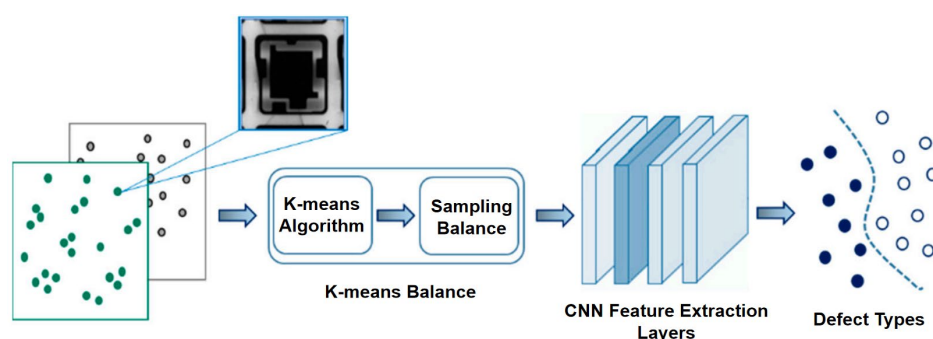 K-means
Algorithm
Sampling
Balance
K-means Balance
CNN Feature Extraction
Layers
Defect Types